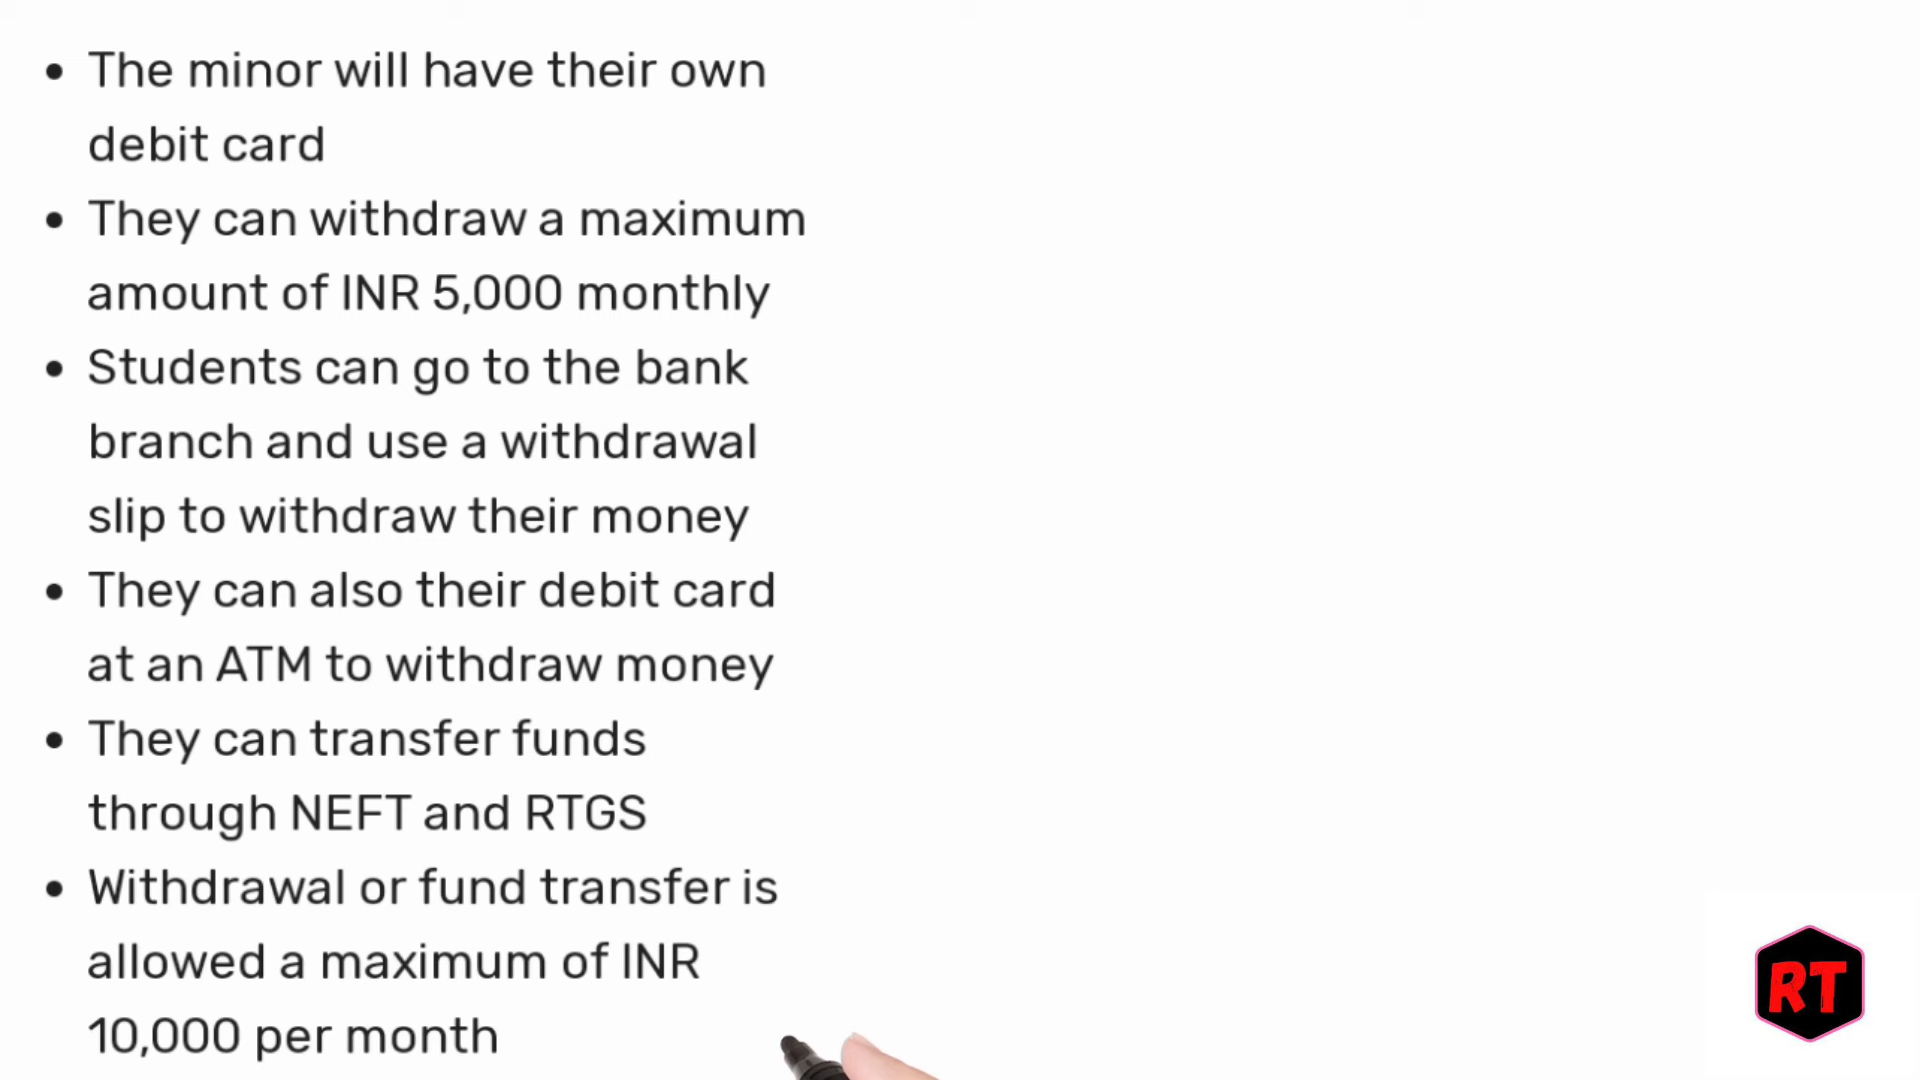 • The minor will have their own
debit card
• They can withdraw a maximum
amount of INR 5,000 monthly
• Students can go to the bank
branch and use a withdrawal
slip to withdraw their money
• They can also their debit card
at an ATM to withdraw money
• They can transfer funds
through NEFT and RTGS
• Withdrawal or fund transfer is
allowed a maximum of INR
10,000 per month
RT